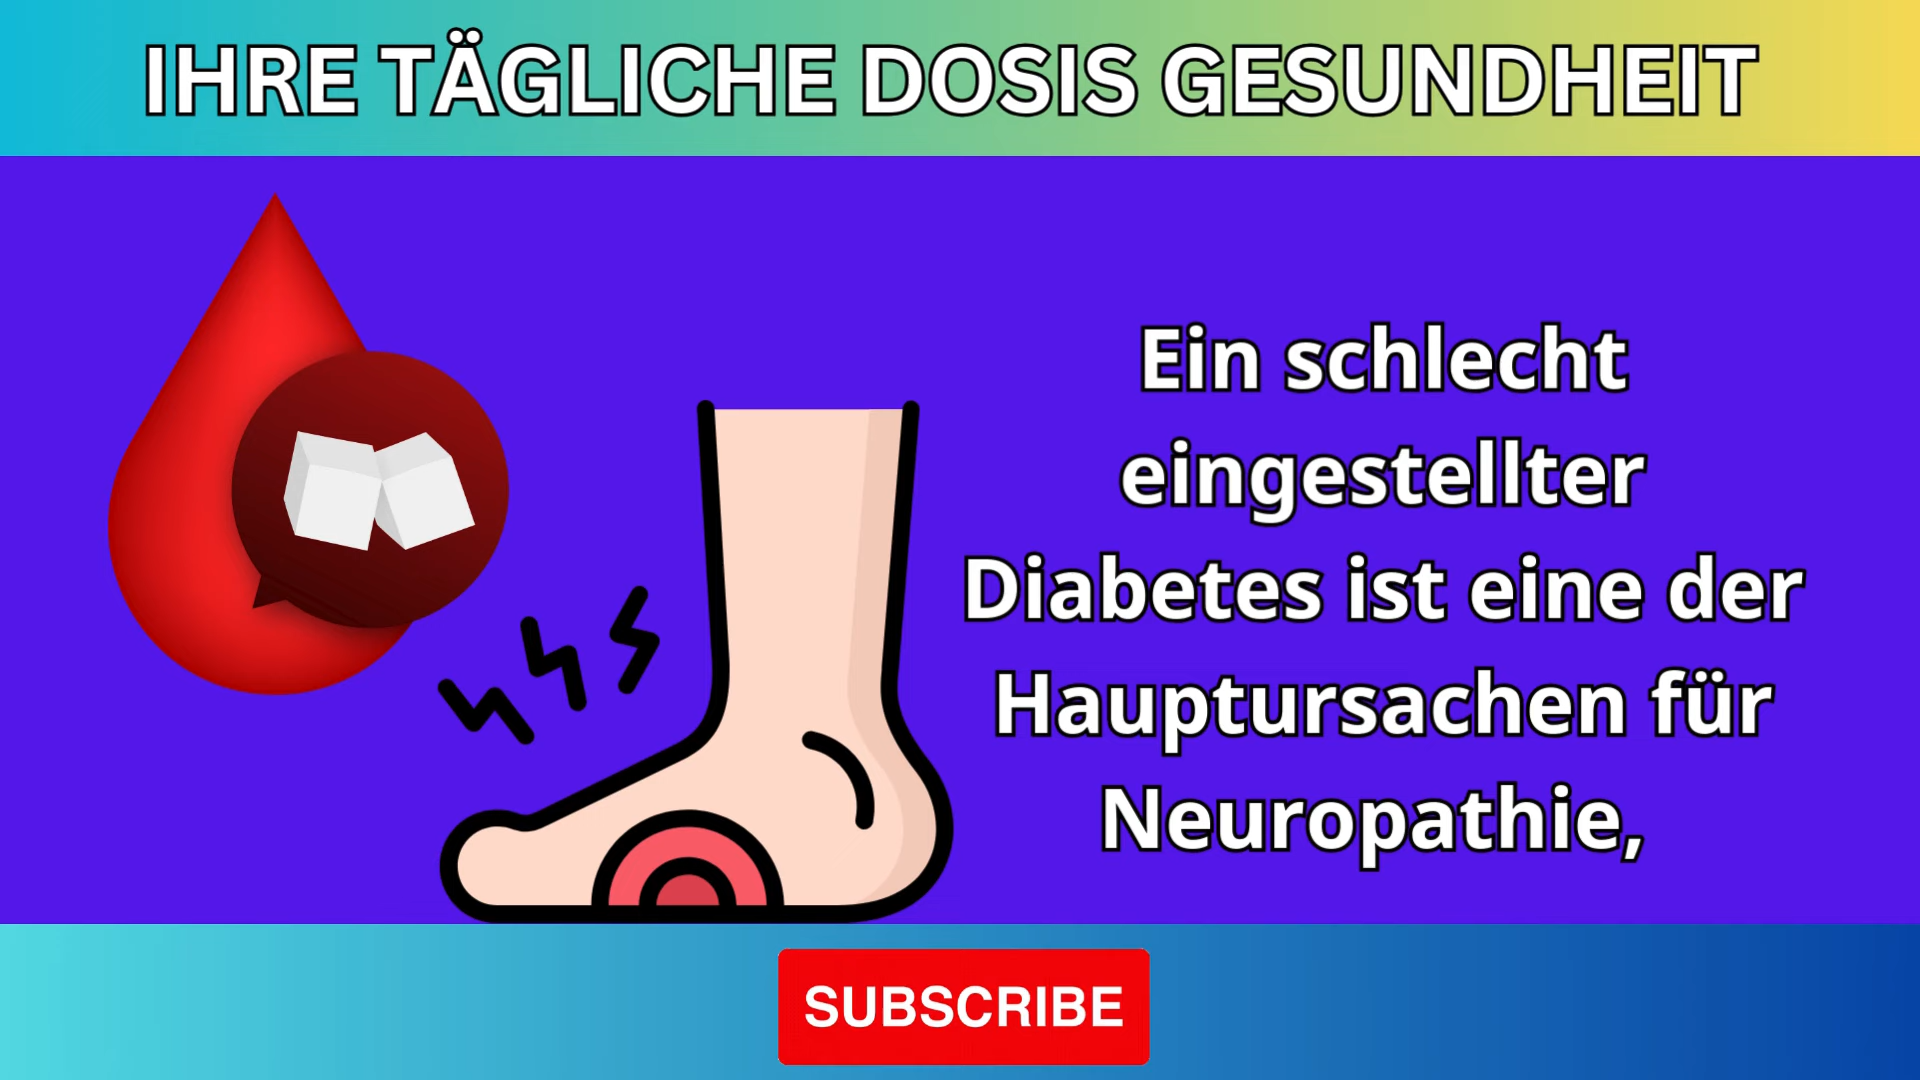 IHRE TÄGLICHE DOSIS GESUNDHEIT
Ein schlecht
eingestellter
Diabetes ist eine der
Hauptursachen für
Neuropathie,
SUBSCRIBE